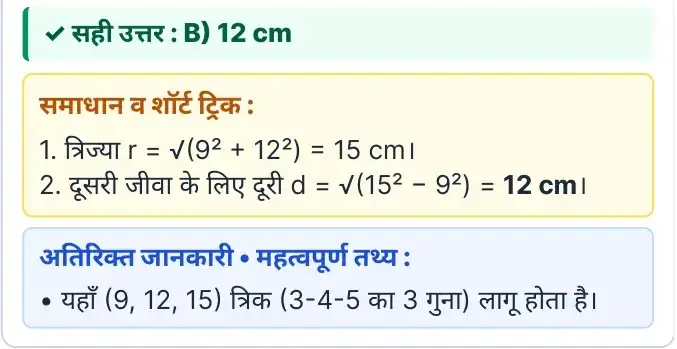 ✓ सही उत्तर : B) 12 cm
समाधान व शॉर्ट ट्रिक :
1. त्रिज्या r = √(9² + 12²) = 15 cm।
2. दूसरी जीवा के लिए दूरी d = √(15² − 9²) = 12 cm।
अतिरिक्त जानकारी • महत्वपूर्ण तथ्य :
• यहाँ (9, 12, 15) त्रिक (3-4-5 का 3 गुना) लागू होता है।